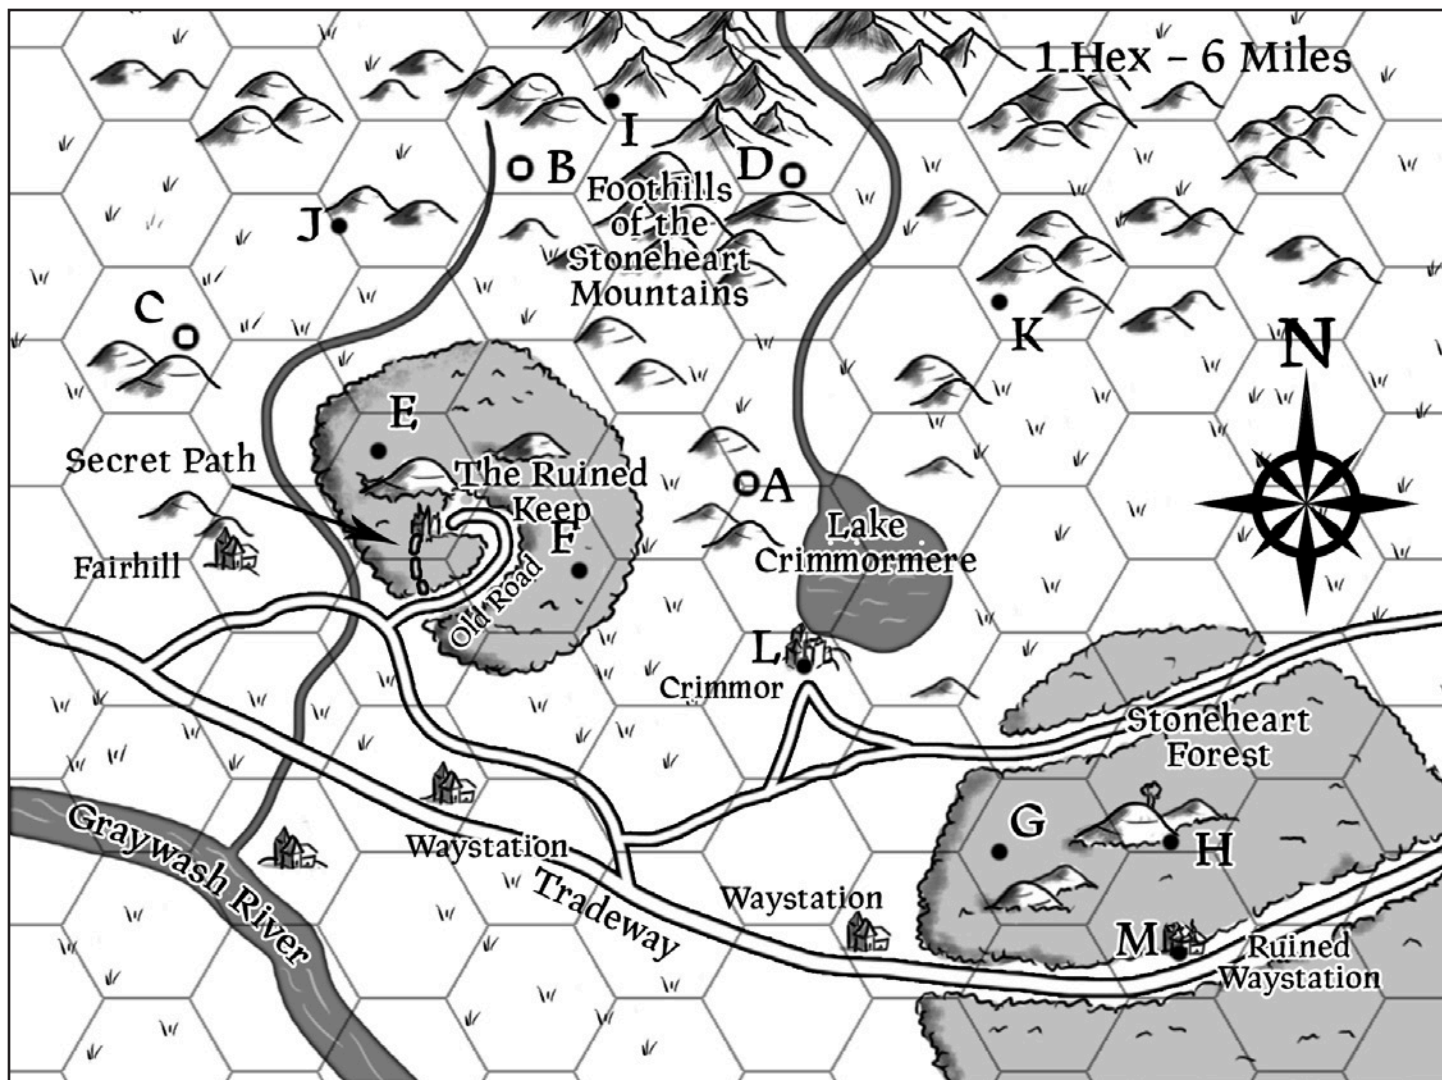 1 Hex - 6 Miles
I
B
D
Foothills
of the
Stoneheart
Mountains
J
C
K
N
E
Secret Path
The Ruined
Keep
A
F
Lake
Crimmormere
Fairhill
Old Road
L
Crimmor
Stoneheart
Forest
G
H
Graywash River
Waystation
Tradeway
Waystation
M
Ruined
Waystation